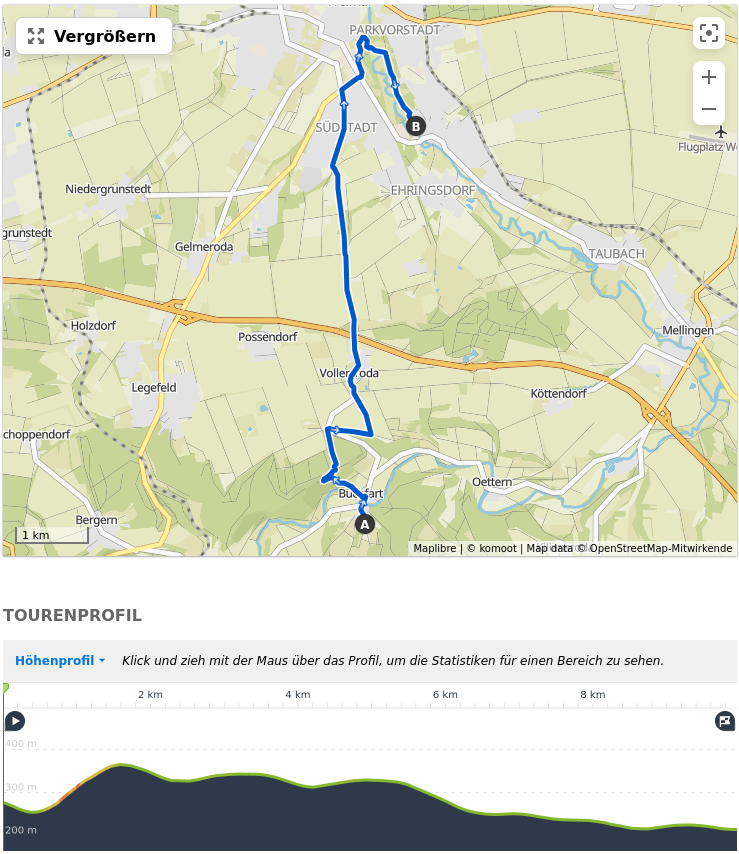 PARKVORSTADT
Vergrößern
SÜDSTADT
B
Flugplatz We
Niedergrunstedt
EHRINGSDORF
grunstedt
Gelmeroda
TAUBACH
Holzdorf
Possendorf
Mellingen
Vollersroda
Legefeld
Köttendorf
choppendorf
Buchfart
Oettern
Bergern
A
1 km
Maplibre | © komoot | Map data © OpenStreetMap-Mitwirkende
TOURENPROFIL
Höhenprofil Klick und zieh mit der Maus über das Profil, um die Statistiken für einen Bereich zu sehen.
2 km 4 km 6 km 8 km
400 m
300 m
200 m